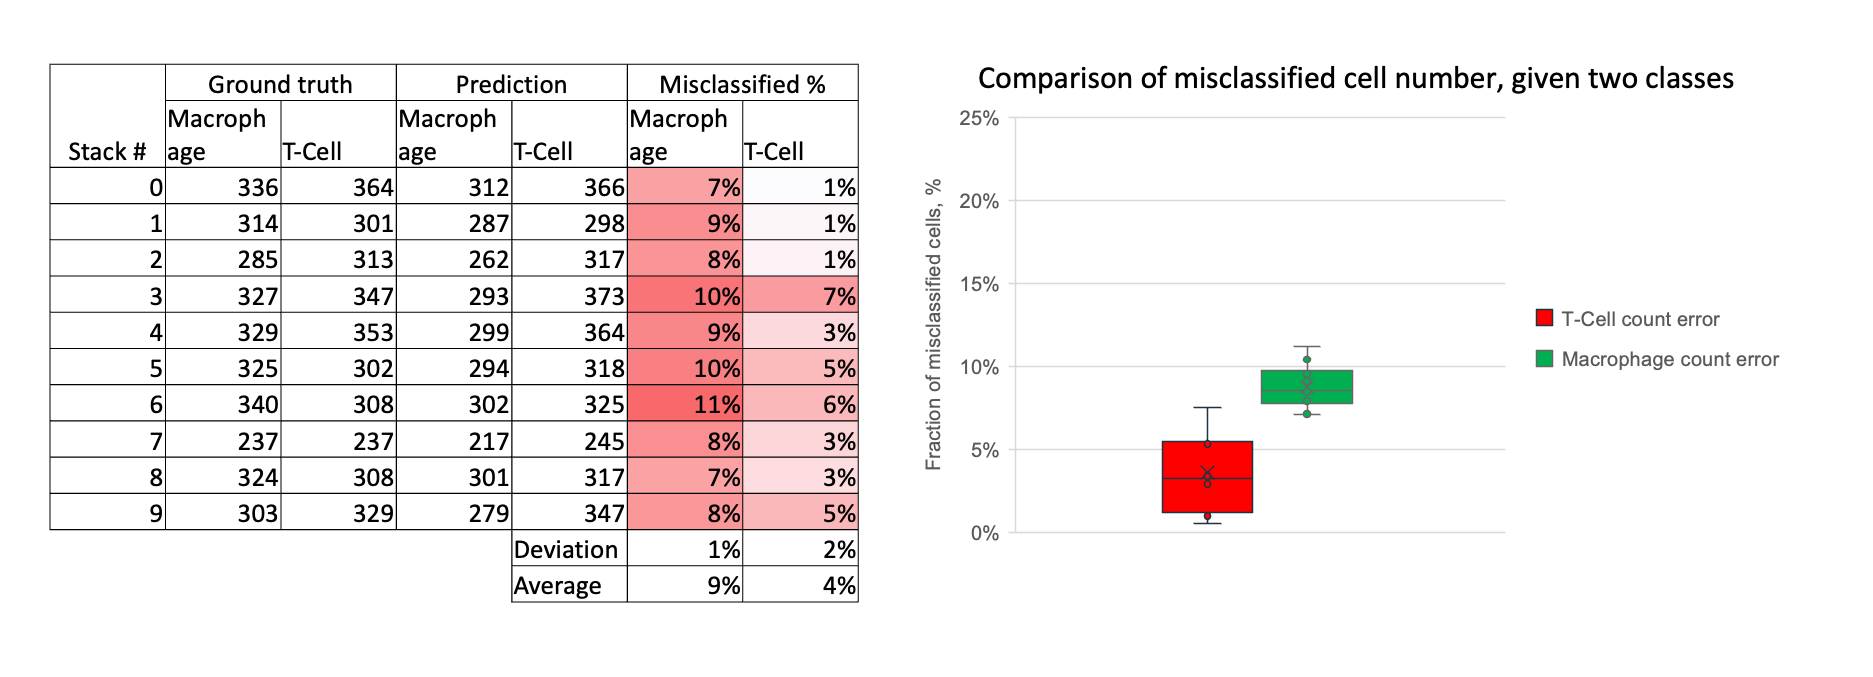 Ground truth Prediction Misclassified %
Stack # Macroph age T-Cell Macroph age T-Cell Macroph age T-Cell
0 336 364 312 366 7% 1%
1 314 301 287 298 9% 1%
2 285 313 262 317 8% 1%
3 327 347 293 373 10% 7%
4 329 353 299 364 9% 3%
5 325 302 294 318 10% 5%
6 340 308 302 325 11% 6%
7 237 237 217 245 8% 3%
8 324 308 301 317 7% 3%
9 303 329 279 347 8% 5%
Deviation 1% 2%
Average 9% 4%
Comparison of misclassified cell number, given two classes
Fraction of misclassified cells, %
25%
20%
15%
10%
5%
0%
T-Cell count error
Macrophage count error